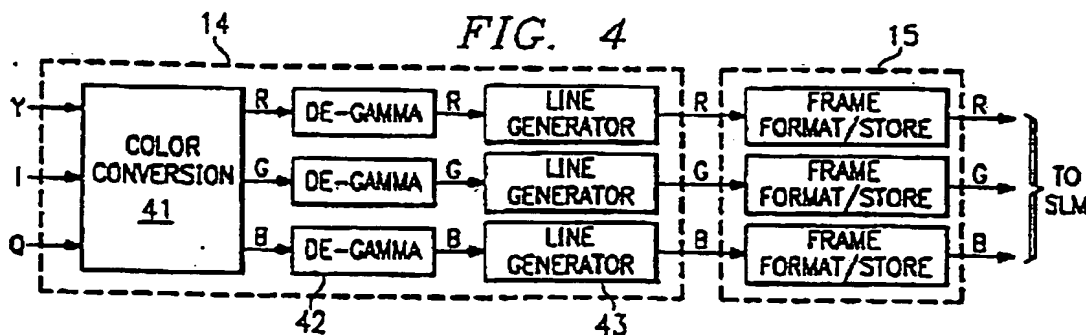 FIG. 4
14
15
Y
I
Q
COLOR
CONVERSION
41
R
DE-GAMMA
R
LINE
GENERATOR
R
FRAME
FORMAT/STORE
R
G
DE-GAMMA
G
LINE
GENERATOR
G
FRAME
FORMAT/STORE
G
B
DE-GAMMA
B
LINE
GENERATOR
B
FRAME
FORMAT/STORE
B
TO
SLM
42
43